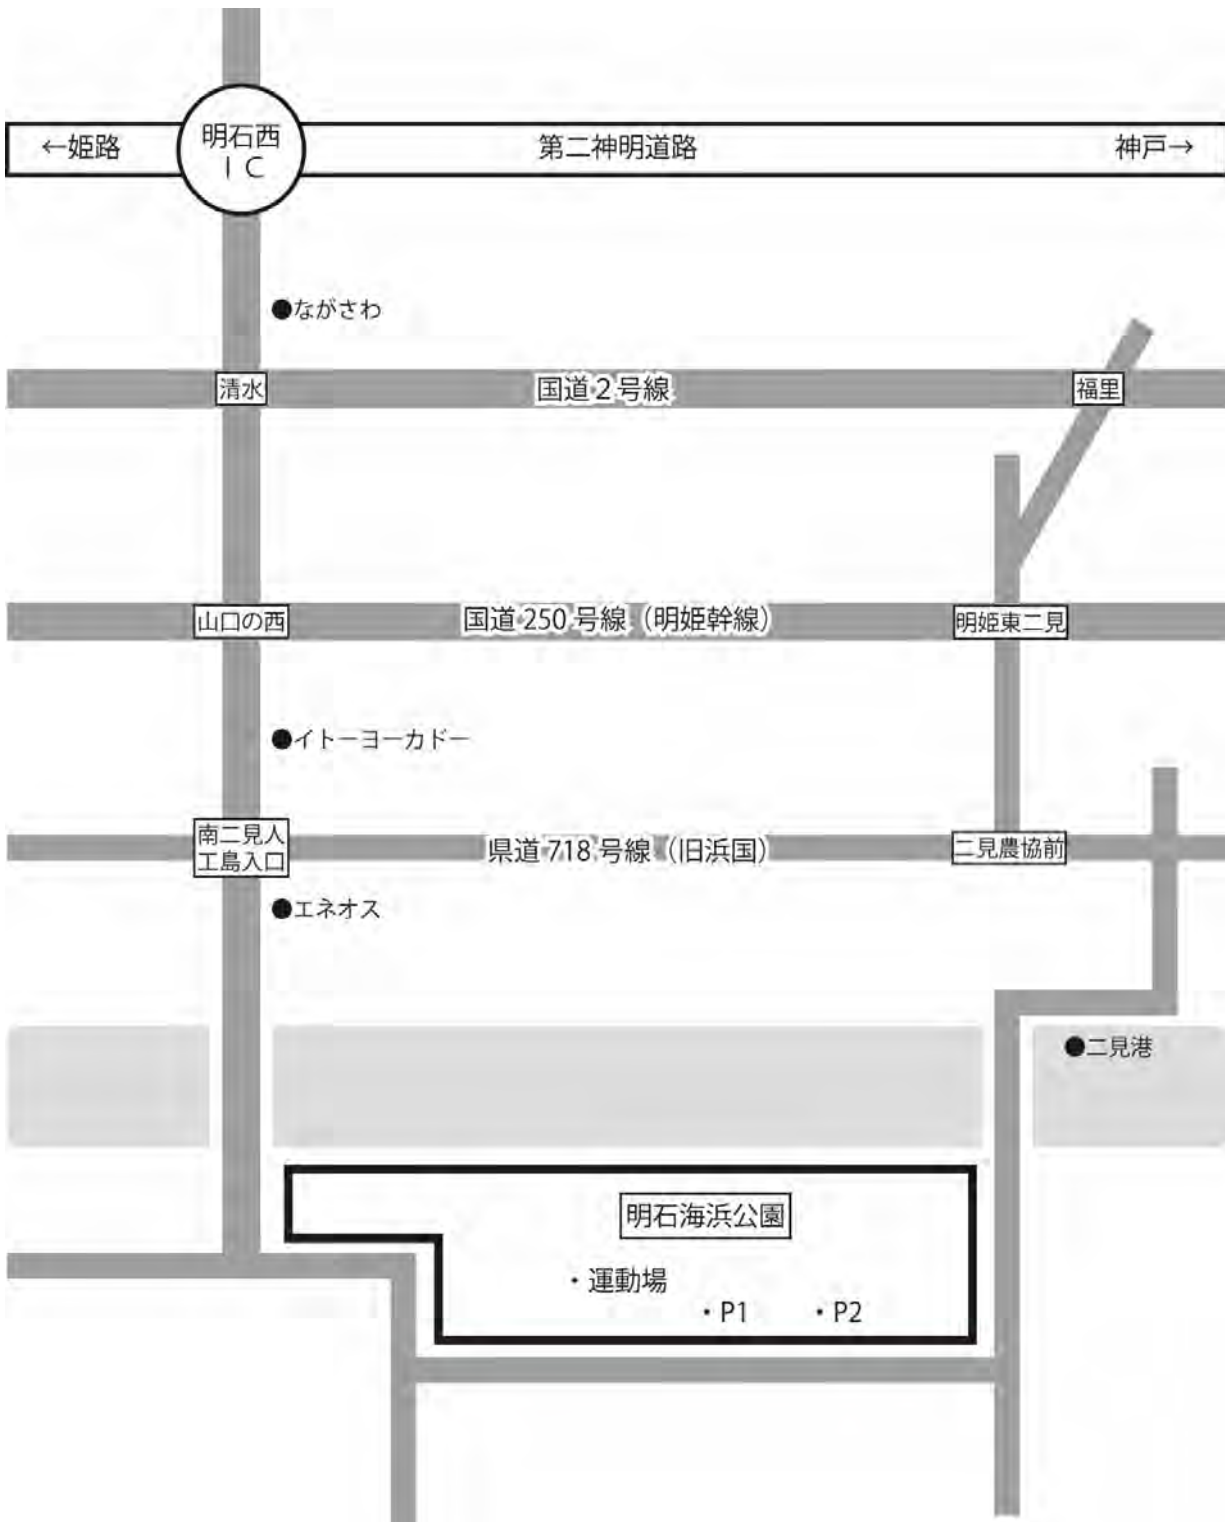 ←姫路
明石西
IC
第二神明道路
神戸→
●ながさわ
清水
国道2号線
福里
山口の西
国道250号線（明姫幹線）
明姫東二見
●イトーヨーカドー
南二見人
工島入口
県道718号線（旧浜国）
二見農協前
●エネオス
●二見港
明石海浜公園
・運動場
・P1
・P2